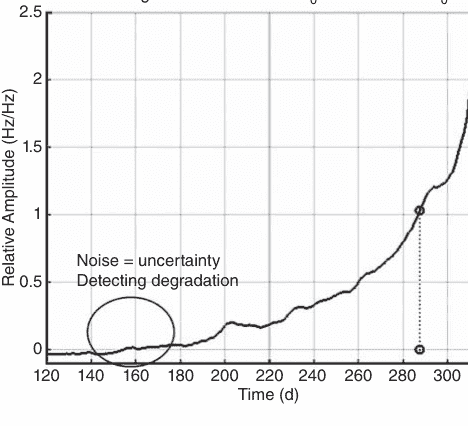 2.5
2
1.5
1
0.5
0
Relative Amplitude (Hz/Hz)
Noise = uncertainty
Detecting degradation
120 140 160 180 200 220 240 260 280 300
Time (d)